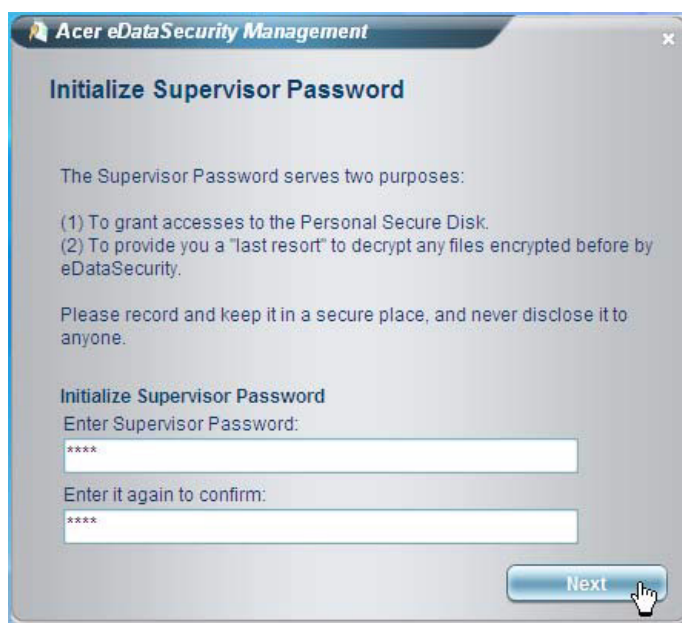 Acer eDataSecurity Management
Initialize Supervisor Password
The Supervisor Password serves two purposes:
(1) To grant accesses to the Personal Secure Disk.
(2) To provide you a "last resort" to decrypt any files encrypted before by
eDataSecurity.
Please record and keep it in a secure place, and never disclose it to
anyone.
Initialize Supervisor Password
Enter Supervisor Password:
****
Enter it again to confirm:
****
Next